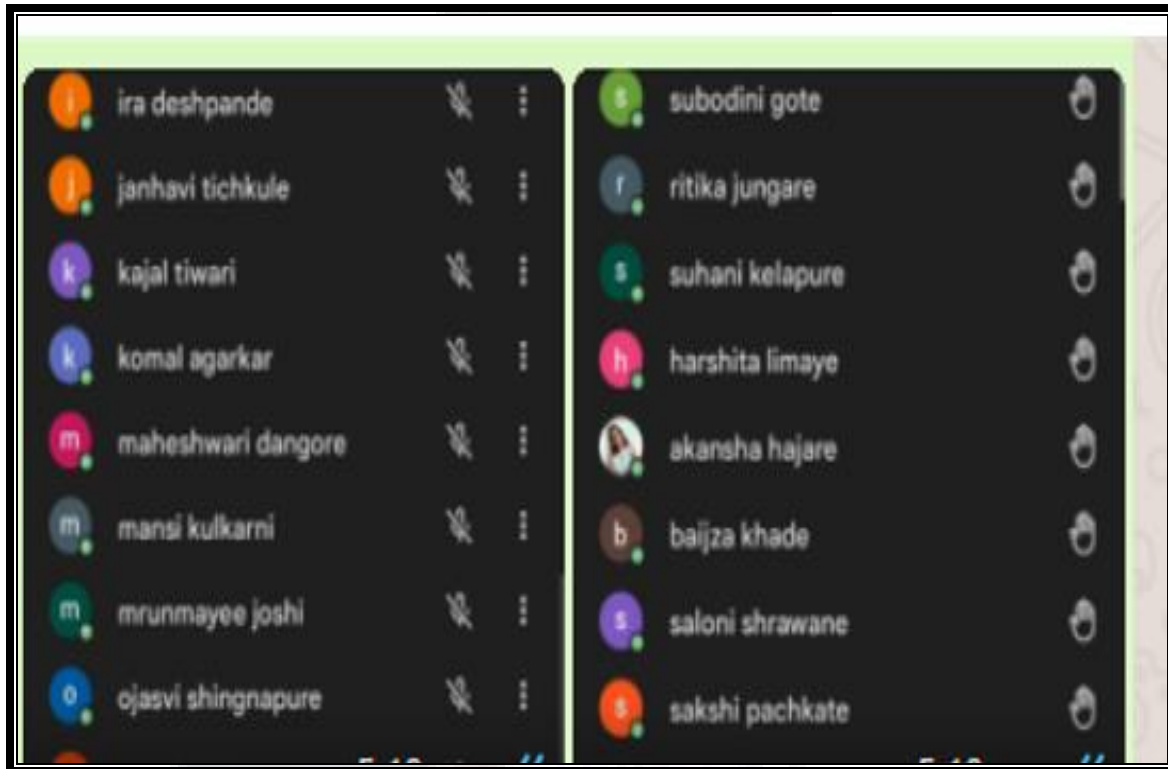 i ira deshpande
j janhavi tichkule
k kajal tiwari
k komal agarkar
m maheshwari dangore
m mansi kulkarni
m mrunmayee joshi
o ojasvi shingnapure
s subodini gote
r ritika jungare
s suhani kelapure
h harshita limaye
akansha hajare
b baijza khade
s saloni shrawane
s sakshi pachkate